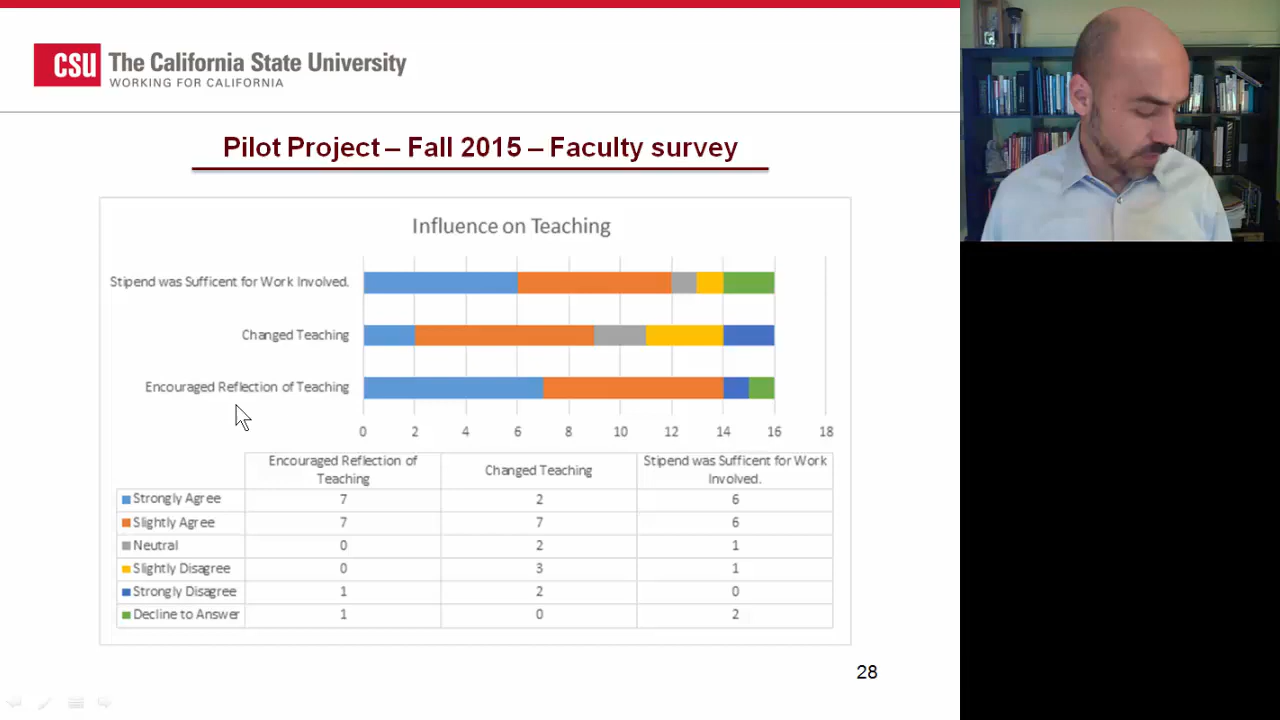 CSU The California State University
WORKING FOR CALIFORNIA
Pilot Project – Fall 2015 – Faculty survey
Influence on Teaching
Stipend was Sufficent for Work Involved.
Changed Teaching
Encouraged Reflection of Teaching
0 2 4 6 8 10 12 14 16 18
Encouraged Reflection of Teaching Changed Teaching Stipend was Sufficent for Work Involved.
Strongly Agree 7 2 6
Slightly Agree 7 7 6
Neutral 0 2 1
Slightly Disagree 0 3 1
Strongly Disagree 1 2 0
Decline to Answer 1 0 2
28